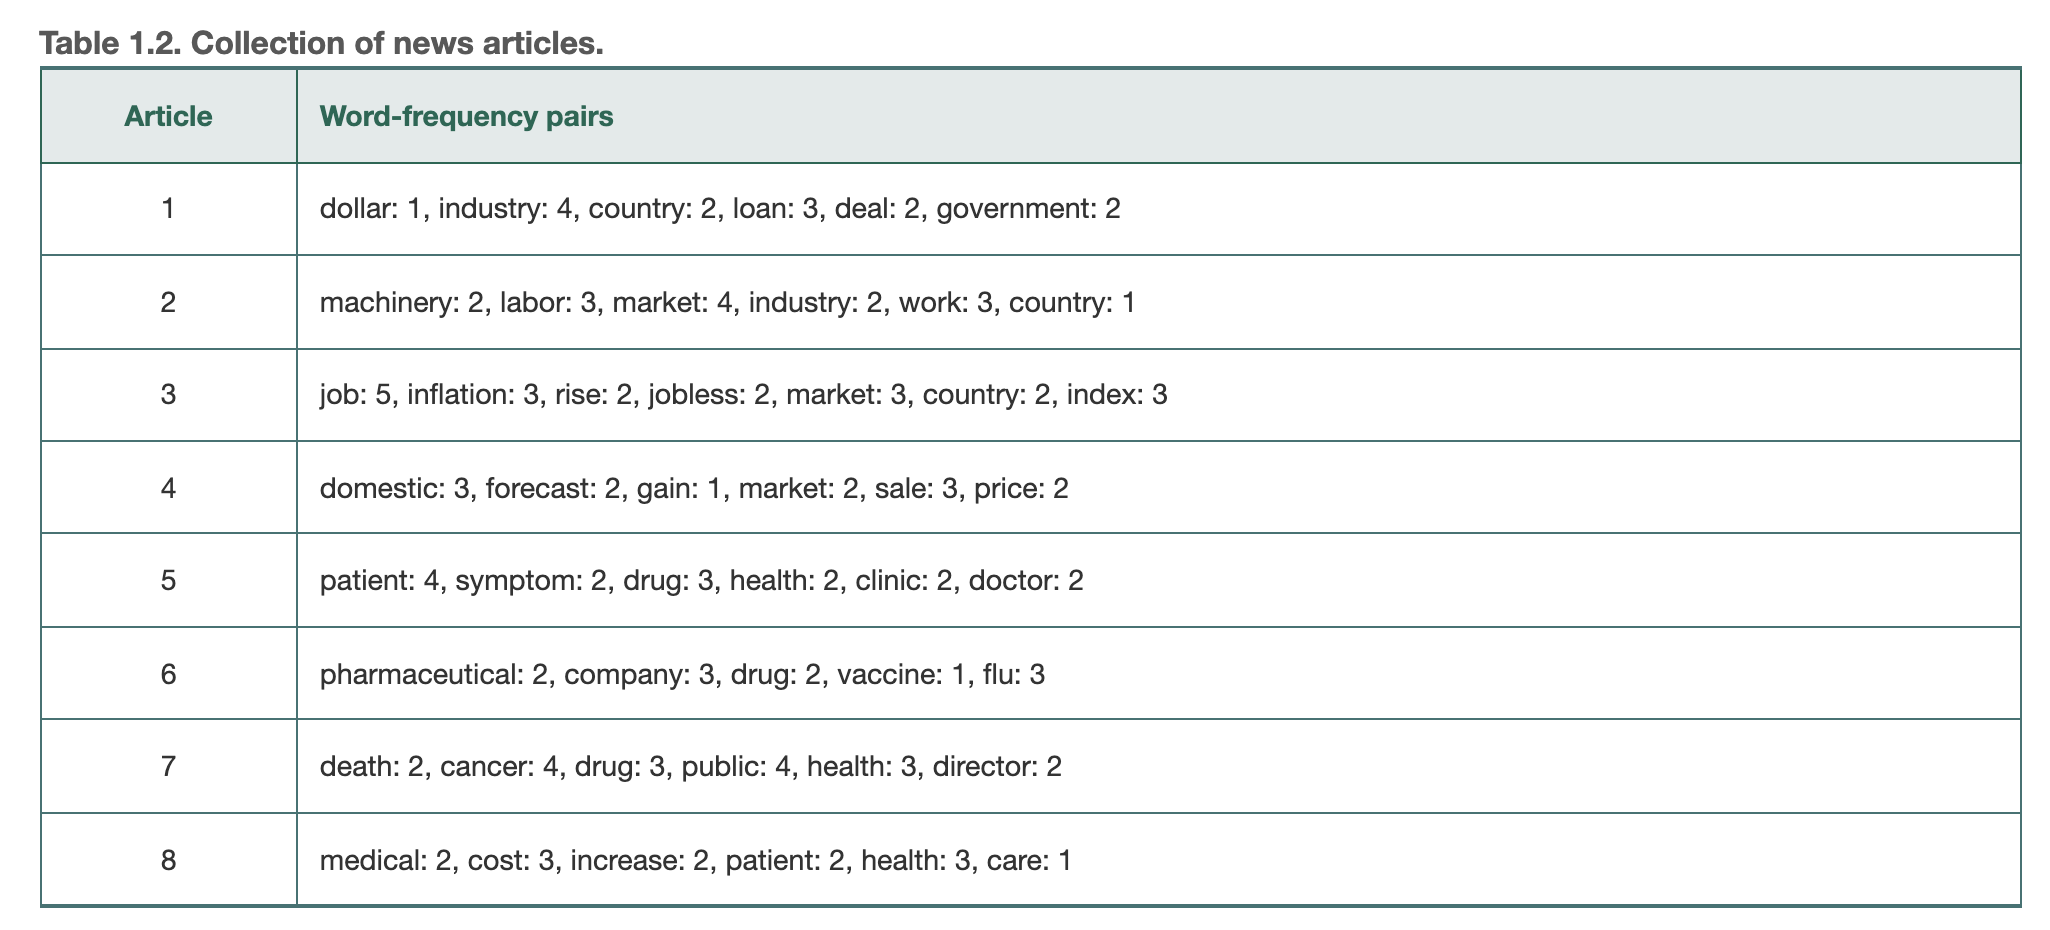 Table 1.2. Collection of news articles.
Article Word-frequency pairs
1 dollar: 1, industry: 4, country: 2, loan: 3, deal: 2, government: 2
2 machinery: 2, labor: 3, market: 4, industry: 2, work: 3, country: 1
3 job: 5, inflation: 3, rise: 2, jobless: 2, market: 3, country: 2, index: 3
4 domestic: 3, forecast: 2, gain: 1, market: 2, sale: 3, price: 2
5 patient: 4, symptom: 2, drug: 3, health: 2, clinic: 2, doctor: 2
6 pharmaceutical: 2, company: 3, drug: 2, vaccine: 1, flu: 3
7 death: 2, cancer: 4, drug: 3, public: 4, health: 3, director: 2
8 medical: 2, cost: 3, increase: 2, patient: 2, health: 3, care: 1